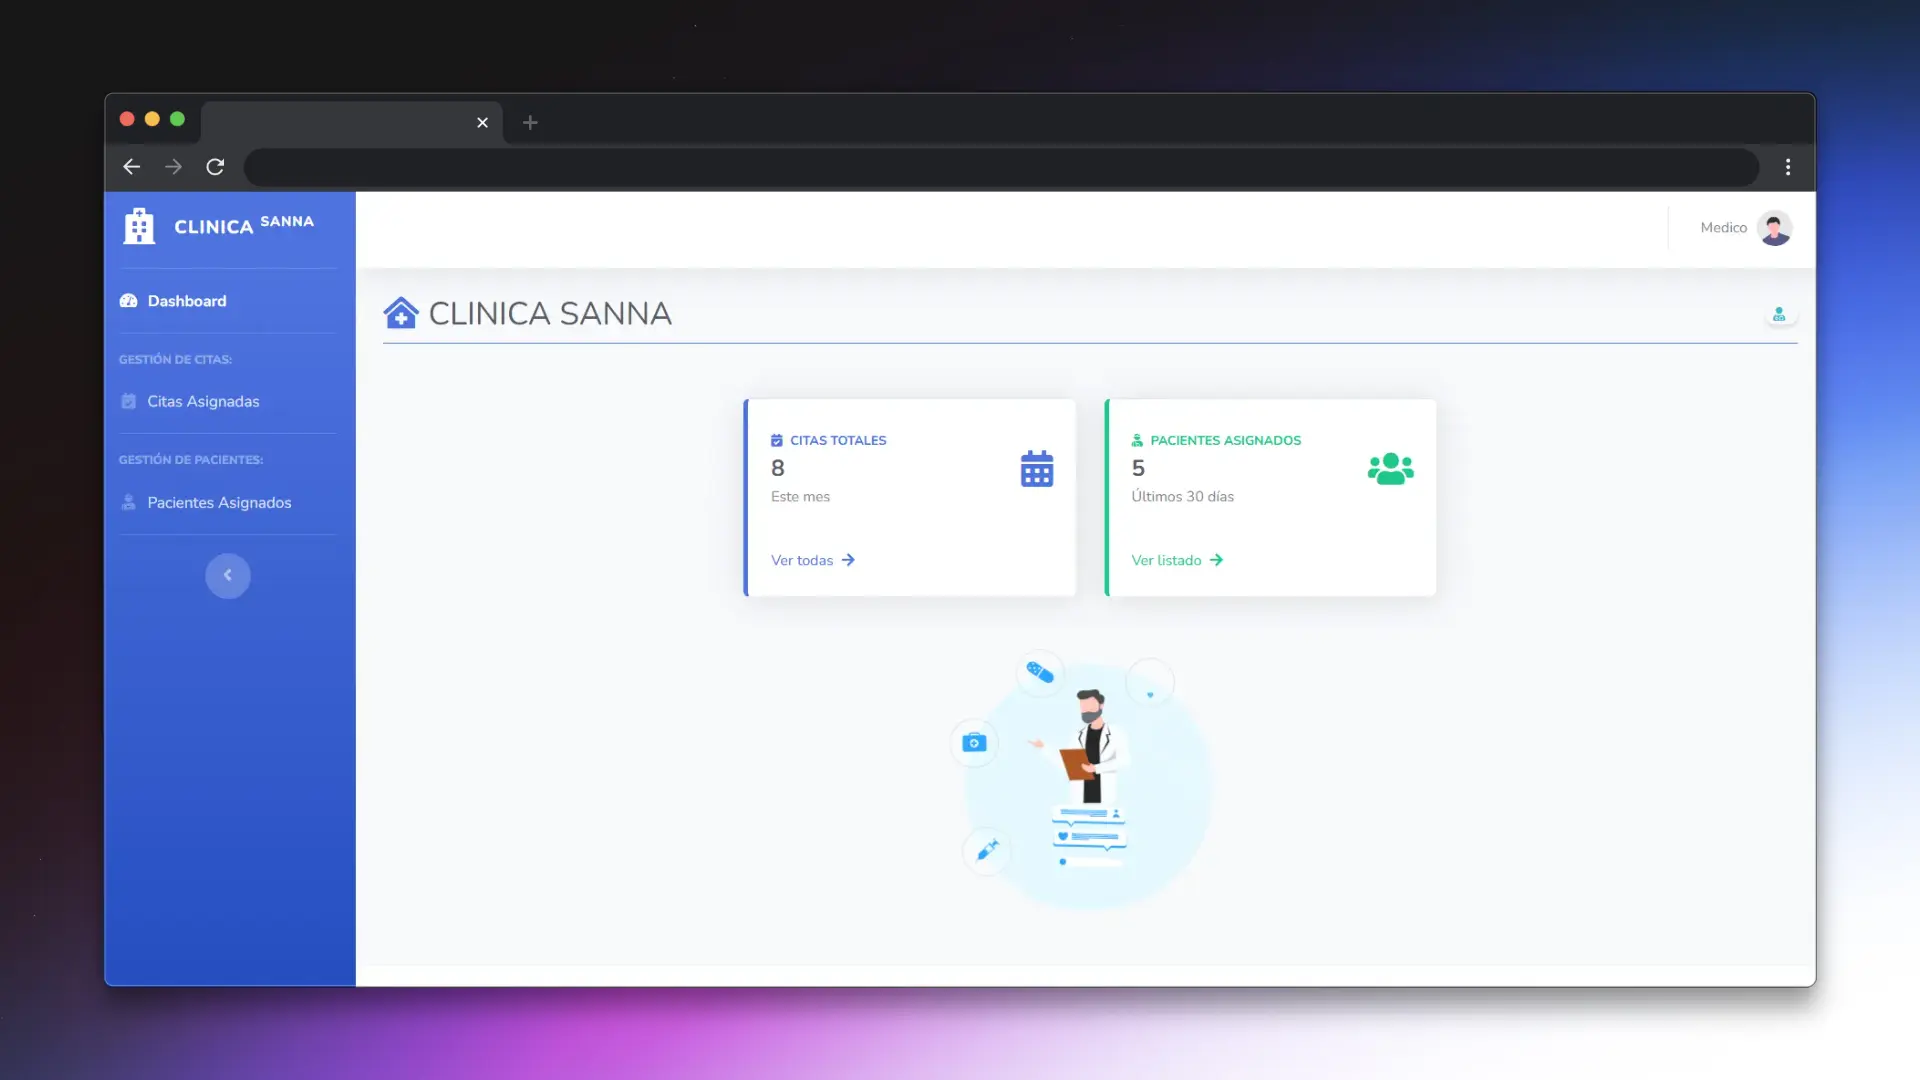 CLINICA SANNA
Medico
Dashboard
GESTIÓN DE CITAS:
Citas Asignadas
GESTIÓN DE PACIENTES:
Pacientes Asignados
CLINICA SANNA
CITAS TOTALES
8
Este mes
Ver todas
PACIENTES ASIGNADOS
5
Últimos 30 días
Ver listado